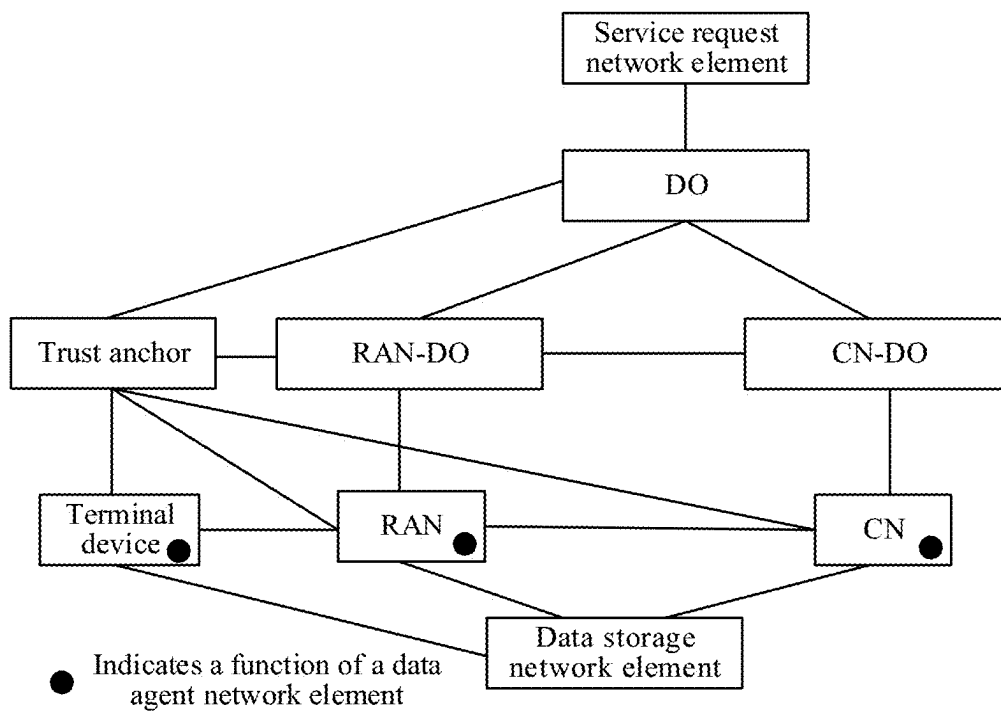 Service request
network element
DO
Trust anchor
RAN-DO
CN-DO
Terminal
device
RAN
CN
Data storage
network element
Indicates a function of a data
agent network element